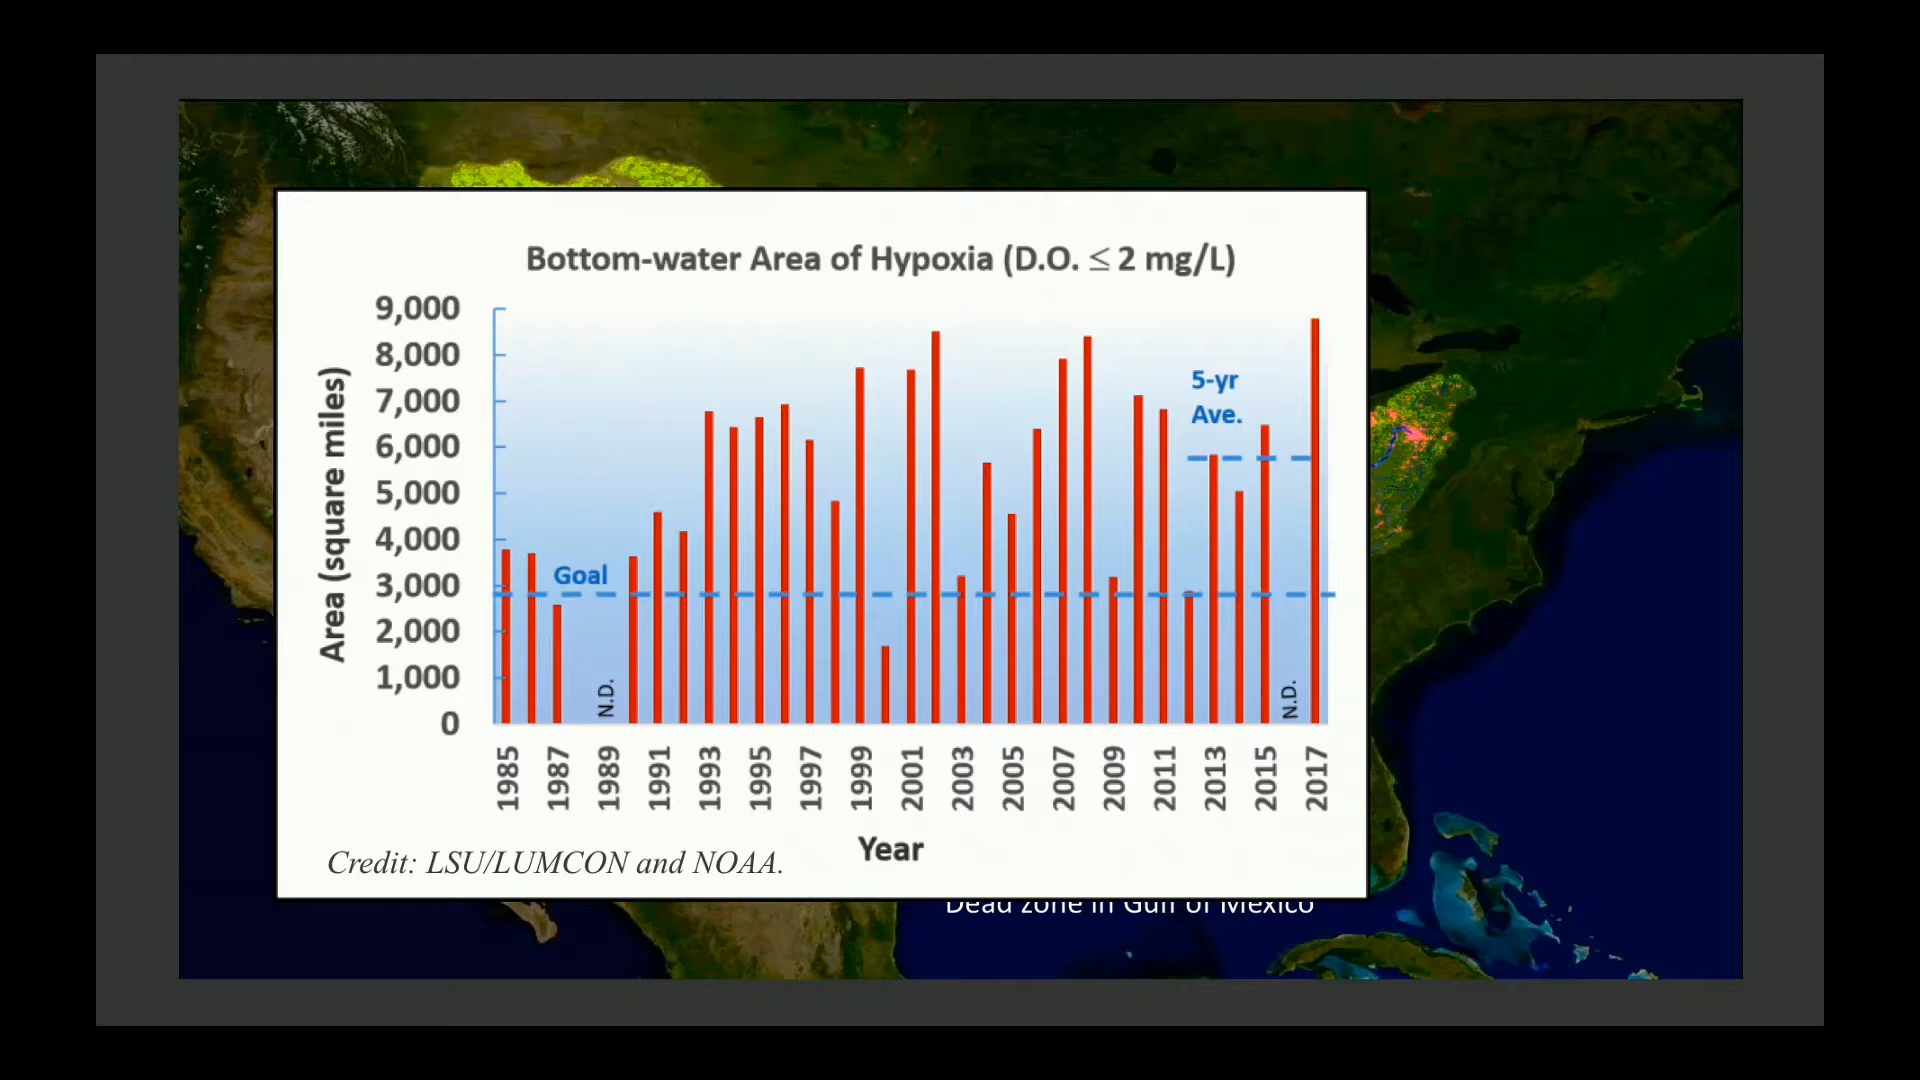 Bottom-water Area of Hypoxia (D.O. ≤ 2 mg/L)
Area (square miles)
9,000
8,000
7,000
6,000
5,000
4,000
3,000
2,000
1,000
0
5-yr
Ave.
Goal
N.D.
N.D.
1985
1987
1989
1991
1993
1995
1997
1999
2001
2003
2005
2007
2009
2011
2013
2015
2017
Year
Credit: LSU/LUMCON and NOAA.
Dead zone in Gulf of Mexico